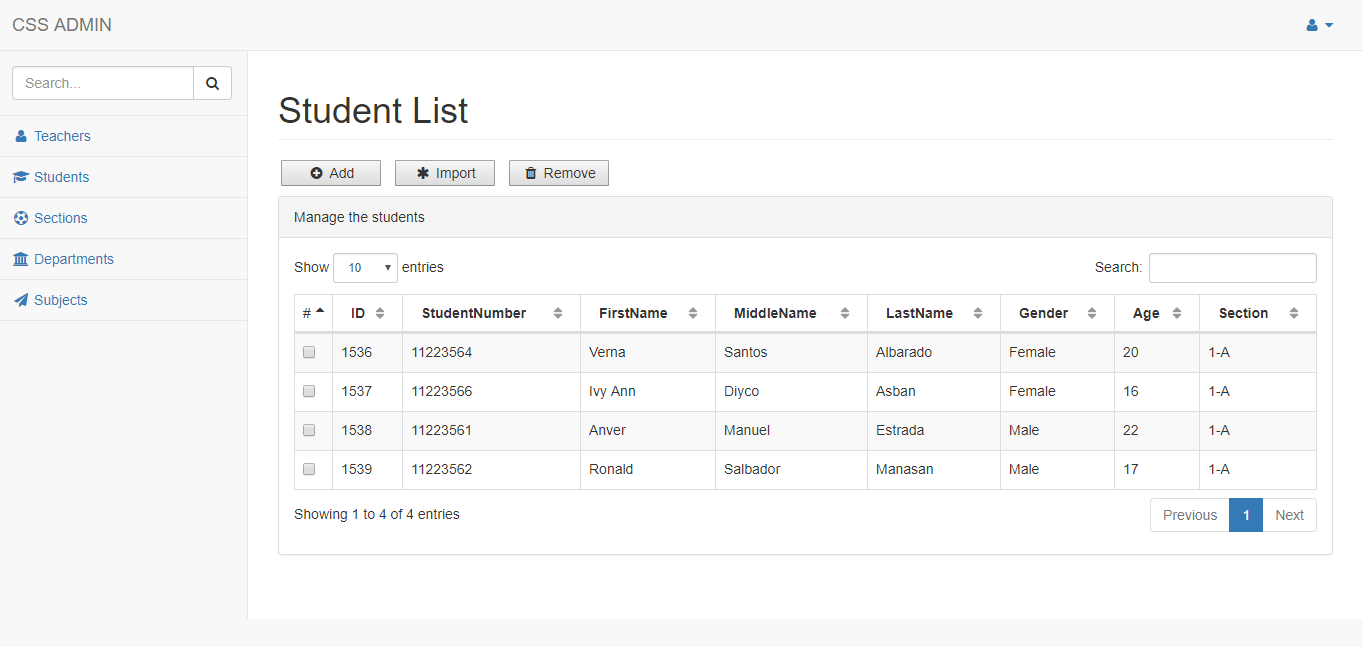 CSS ADMIN
Search...
Teachers
Students
Sections
Departments
Subjects
Student List
Add Import Remove
Manage the students
Show 10 entries Search:
# ID StudentNumber FirstName MiddleName LastName Gender Age Section
1536 11223564 Verna Santos Albarado Female 20 1-A
1537 11223566 Ivy Ann Diyco Asban Female 16 1-A
1538 11223561 Anver Manuel Estrada Male 22 1-A
1539 11223562 Ronald Salbador Manasan Male 17 1-A
Showing 1 to 4 of 4 entries Previous 1 Next